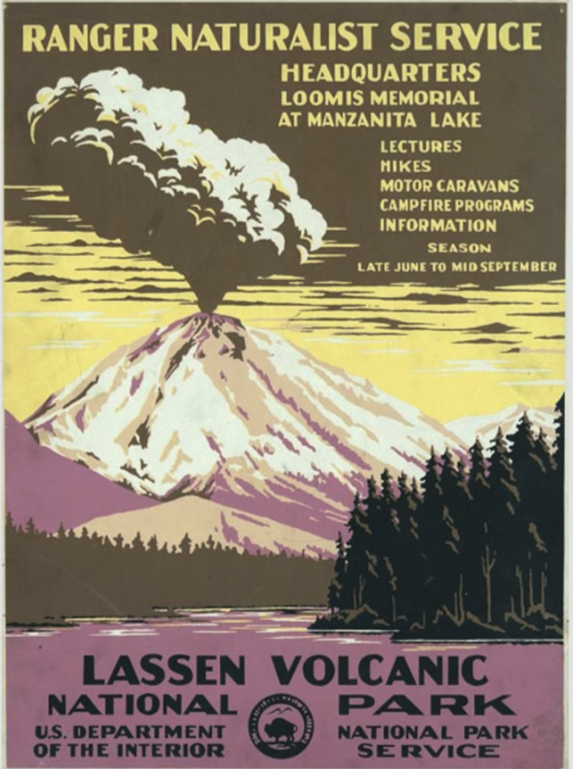 RANGER NATURALIST SERVICE
HEADQUARTERS
LOOMIS MEMORIAL
AT MANZANITA LAKE
LECTURES
HIKES
MOTOR CARAVANS
CAMPFIRE PROGRAMS
INFORMATION
SEASON
LATE JUNE TO MID SEPTEMBER
LASSEN VOLCANIC
NATIONAL PARK
U.S. DEPARTMENT
OF THE INTERIOR
NATIONAL PARK
SERVICE